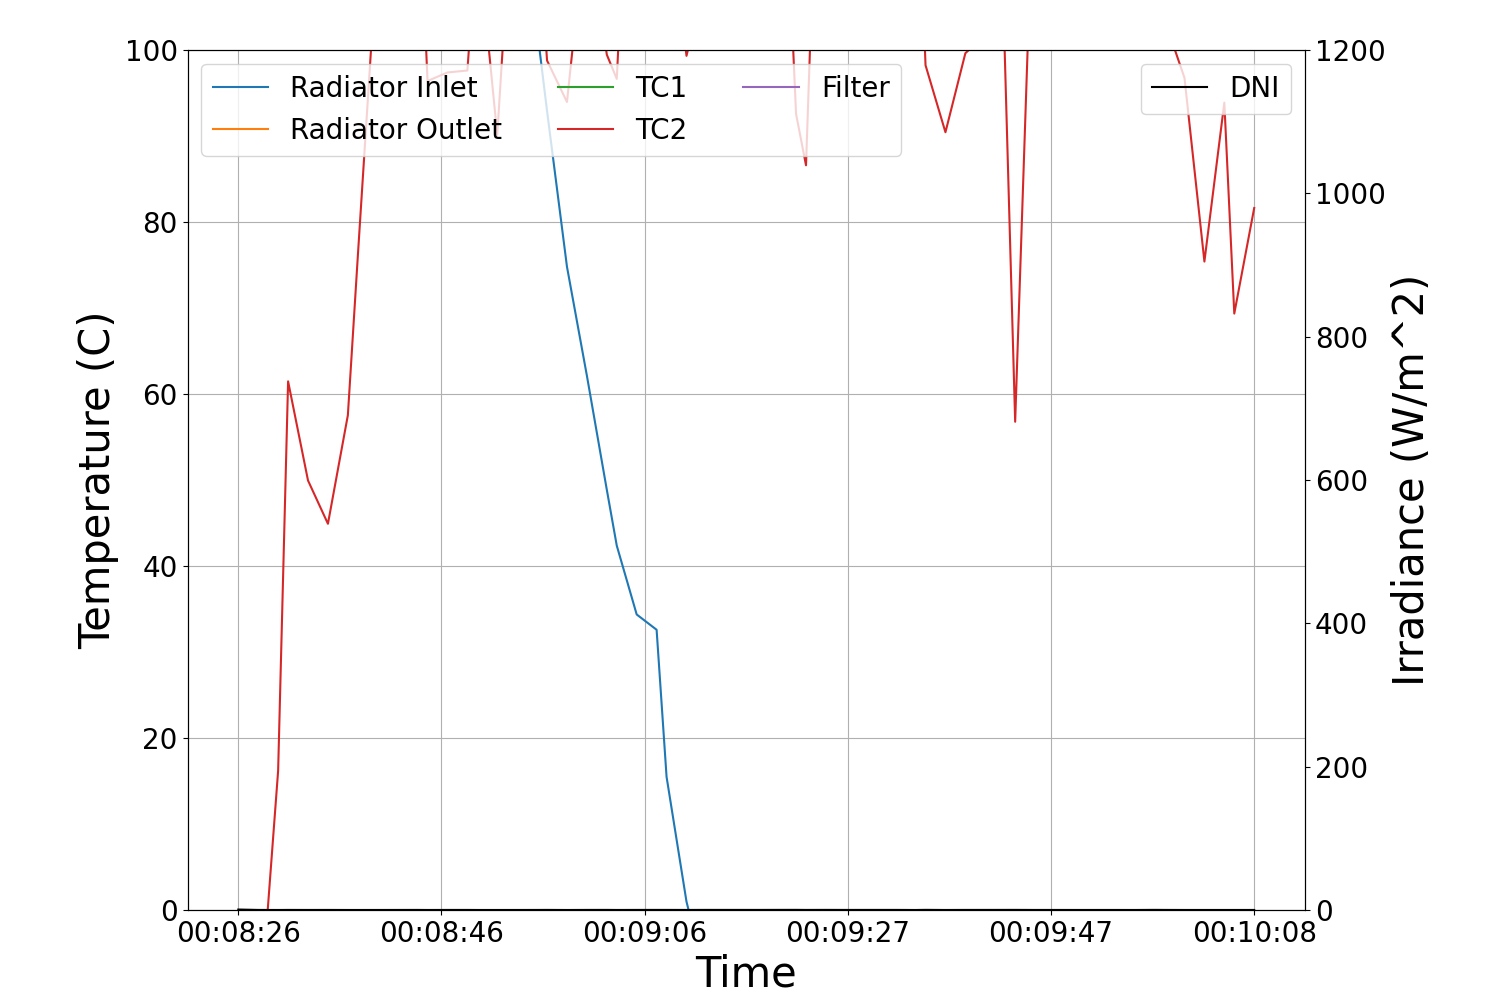 100
80
60
40
20
0
Temperature (C)
Radiator Inlet
Radiator Outlet
TC1
TC2
Filter
DNI
1200
1000
800
600
400
200
0
Irradiance (W/m^2)
00:08:26 00:08:46 00:09:06 00:09:27 00:09:47 00:10:08
Time